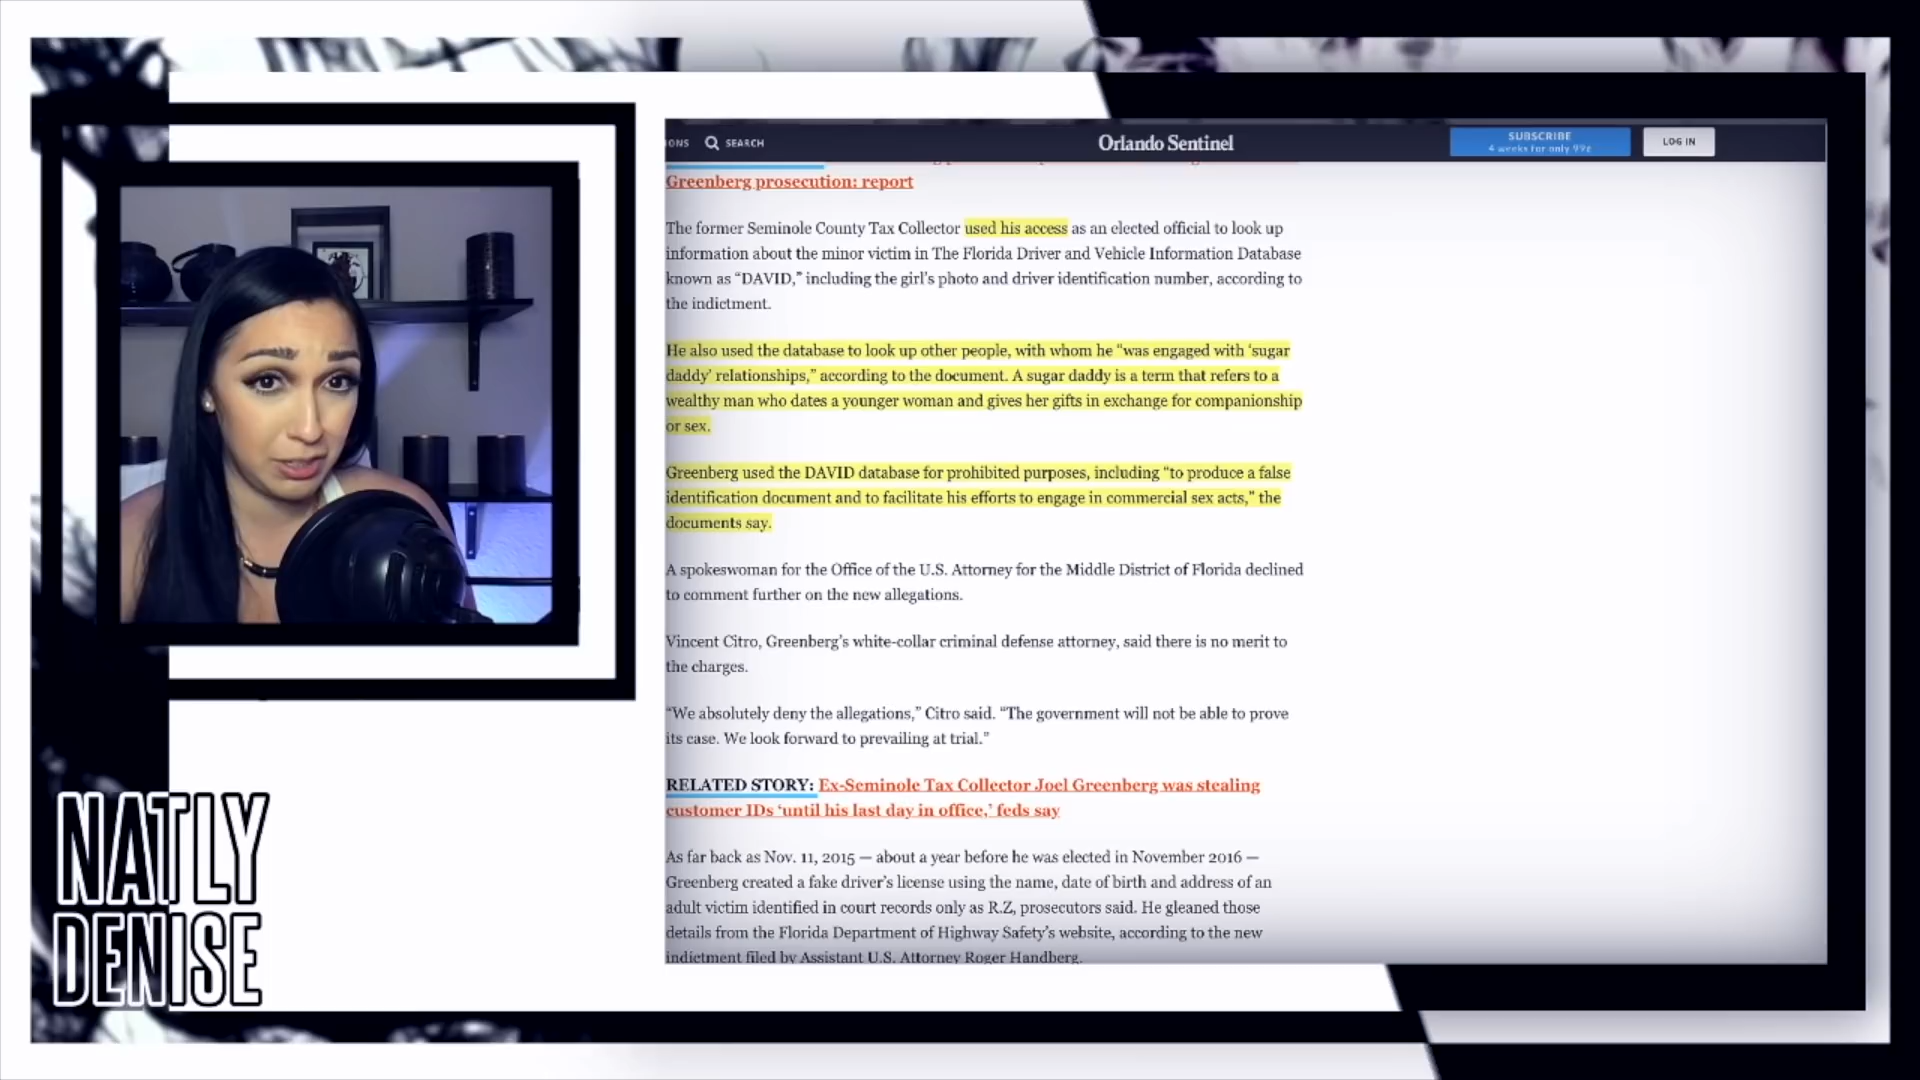 IONS
SEARCH
Orlando Sentinel
SUBSCRIBE
4 weeks for only 99¢
LOG IN
Greenberg prosecution: report
The former Seminole County Tax Collector used his access as an elected official to look up
information about the minor victim in The Florida Driver and Vehicle Information Database
known as “DAVID,” including the girl’s photo and driver identification number, according to
the indictment.
He also used the database to look up other people, with whom he “was engaged with ‘sugar
daddy’ relationships,” according to the document. A sugar daddy is a term that refers to a
wealthy man who dates a younger woman and gives her gifts in exchange for companionship
or sex.
Greenberg used the DAVID database for prohibited purposes, including “to produce a false
identification document and to facilitate his efforts to engage in commercial sex acts,” the
documents say.
A spokeswoman for the Office of the U.S. Attorney for the Middle District of Florida declined
to comment further on the new allegations.
Vincent Citro, Greenberg’s white-collar criminal defense attorney, said there is no merit to
the charges.
“We absolutely deny the allegations,” Citro said. “The government will not be able to prove
its case. We look forward to prevailing at trial.”
RELATED STORY: Ex-Seminole Tax Collector Joel Greenberg was stealing
customer IDs ‘until his last day in office,’ feds say
As far back as Nov. 11, 2015 — about a year before he was elected in November 2016 —
Greenberg created a fake driver’s license using the name, date of birth and address of an
adult victim identified in court records only as R.Z, prosecutors said. He gleaned those
details from the Florida Department of Highway Safety’s website, according to the new
indictment filed by Assistant U.S. Attorney Roger Handberg.
NATLY
DENISE